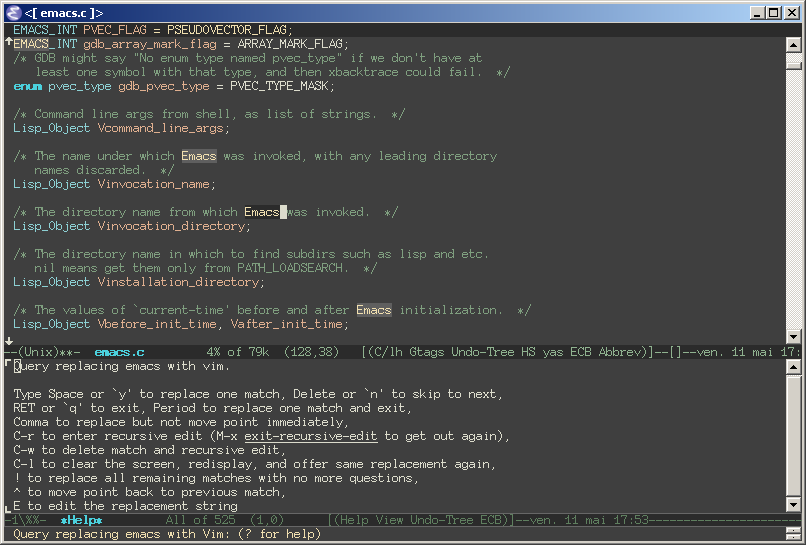 <[ emacs.c ]>
EMACS_INT PVEC_FLAG = PSEUDOVECTOR_FLAG;
EMACS_INT gdb_array_mark_flag = ARRAY_MARK_FLAG;
/* GDB might say "No enum type named pvec_type" if we don't have at
least one symbol with that type, and then xbacktrace could fail.  */
enum pvec_type gdb_pvec_type = PVEC_TYPE_MASK;
/* Command line args from shell, as list of strings.  */
Lisp_Object Vcommand_line_args;
/* The name under which Emacs was invoked, with any leading directory
names discarded.  */
Lisp_Object Vinvocation_name;
/* The directory name from which Emacs was invoked.  */
Lisp_Object Vinvocation_directory;
/* The directory name in which to find subdirs such as lisp and etc.
nil means get them only from PATH_LOADSEARCH.  */
Lisp_Object Vinstallation_directory;
/* The values of `current-time' before and after Emacs initialization.  */
Lisp_Object Vbefore_init_time, Vafter_init_time;
--(Unix)**-  emacs.c        4% of 79k  (128,38)   [(C/lh Gtags Undo-Tree HS yas ECB Abbrev)]--[]--ven. 11 mai 17:
Query replacing emacs with vim.
Type Space or `y' to replace one match, Delete or `n' to skip to next,
RET or `q' to exit, Period to replace one match and exit,
Comma to replace but not move point immediately,
C-r to enter recursive edit (M-x exit-recursive-edit to get out again),
C-w to delete match and recursive edit,
C-l to clear the screen, redisplay, and offer same replacement again,
! to replace all remaining matches with no more questions,
^ to move point back to previous match,
E to edit the replacement string
-1\%%-  *Help*         All of 525  (1,0)      [(Help View Undo-Tree ECB)]--ven. 11 mai 17:53----------------------
Query replacing emacs with Vim: (? for help)